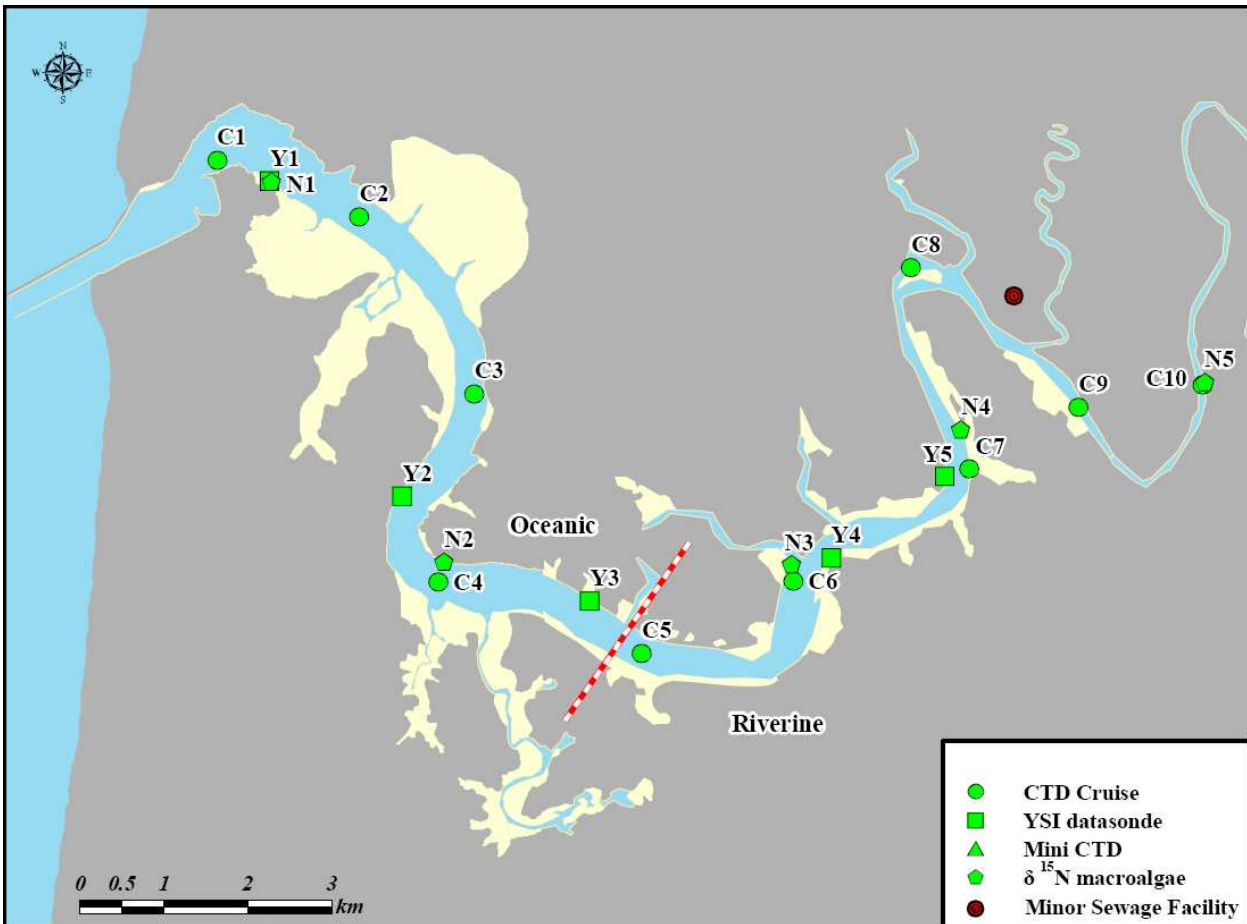 N
W E
S
C1
Y1
N1
C2
C8
C3
C9
C10
N5
N4
C7
Y5
Y2
Oceanic
N2
C4
Y3
N3
Y4
C6
C5
Riverine
CTD Cruise
YSI datasonde
Mini CTD
δ 15N macroalgae
Minor Sewage Facility
0 0.5 1 2 3
km